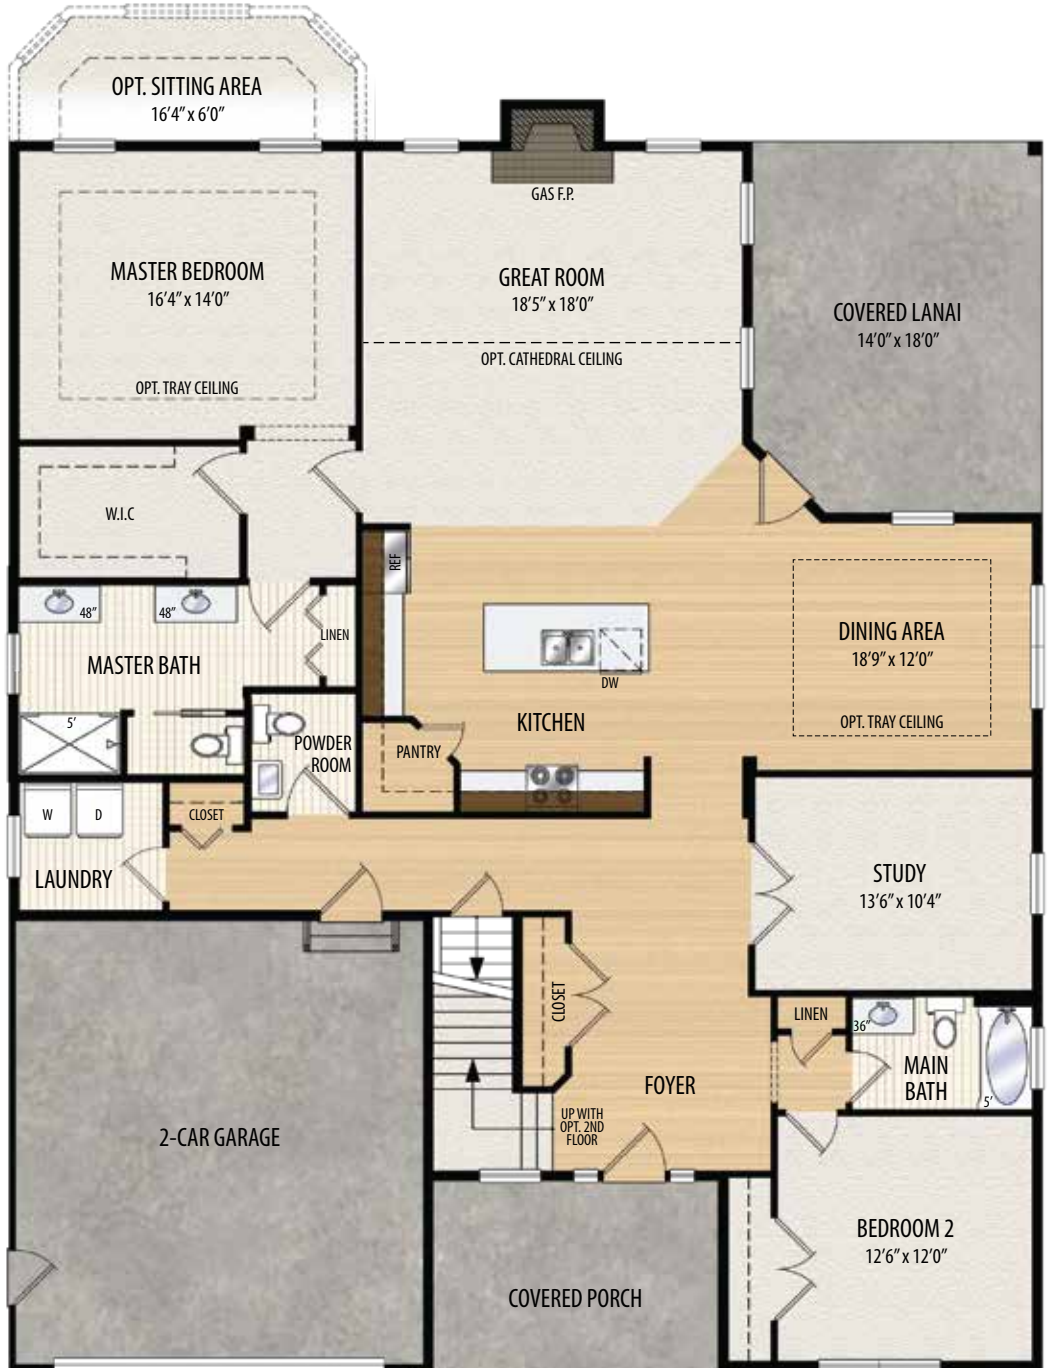 OPT. SITTING AREA
16'4" x 6'0"
GAS F.P.
MASTER BEDROOM
16'4" x 14'0"
OPT. TRAY CEILING
GREAT ROOM
18'5" x 18'0"
OPT. CATHEDRAL CEILING
COVERED LANAI
14'0" x 18'0"
W.I.C
REF
48"
48"
LINEN
MASTER BATH
5'
DW
KITCHEN
DINING AREA
18'9" x 12'0"
OPT. TRAY CEILING
POWDER
ROOM
PANTRY
W
D
CLOSET
LAUNDRY
STUDY
13'6" x 10'4"
CLOSET
LINEN
36"
MAIN
BATH
5'
FOYER
UP WITH
OPT. 2ND
FLOOR
2-CAR GARAGE
COVERED PORCH
BEDROOM 2
12'6" x 12'0"